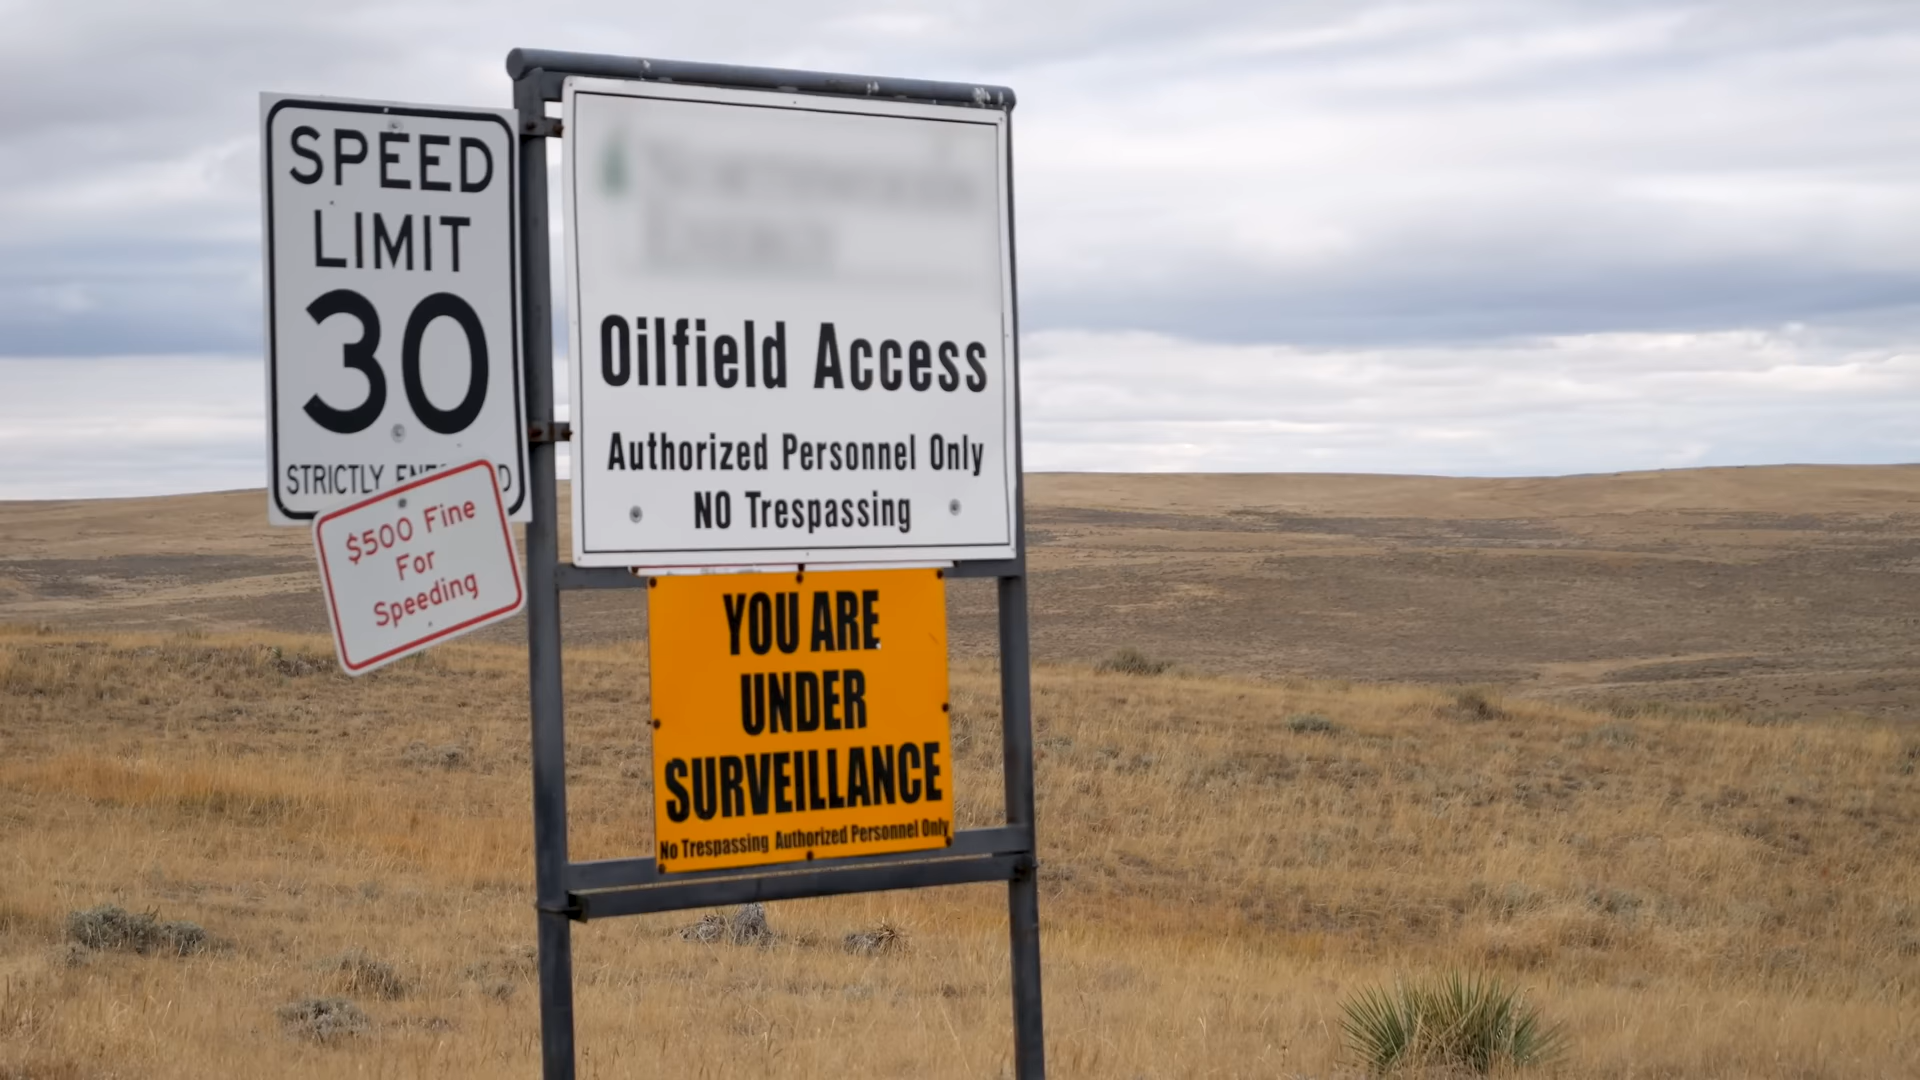 SPEED
LIMIT
30
STRICTLY
$500 Fine
For
Speeding
Oilfield Access
Authorized Personnel Only
NO Trespassing
YOU ARE
UNDER
SURVEILLANCE
No Trespassing Authorized Personnel Only